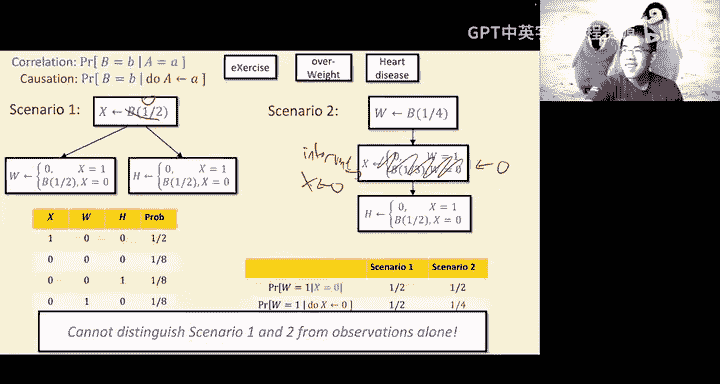 GPT中英字
bilibili
Correlation: Pr[ B = b | A = a ]
Causation: Pr[ B = b | do A ← a ]
eXercise
over-Weight
Heart disease
Scenario 1:
X ← B(1/2)
0
Scenario 2:
W ← B(1/4)
W ← { 0, X = 1
B(1/2), X = 0
H ← { 0, X = 1
B(1/2), X = 0
X ← 0
← 0
H ← { 0, X = 1
B(1/2), X = 0
X W H Prob
1 0 0 1/2
0 0 0 1/8
0 0 1 1/8
0 1 0 1/8
Scenario 1 Scenario 2
Pr[W = 1|X = 0] 1/2 1/2
Pr[W = 1 | do X ← 0 ] 1/2 1/4
Cannot distinguish Scenario 1 and 2 from observations alone!